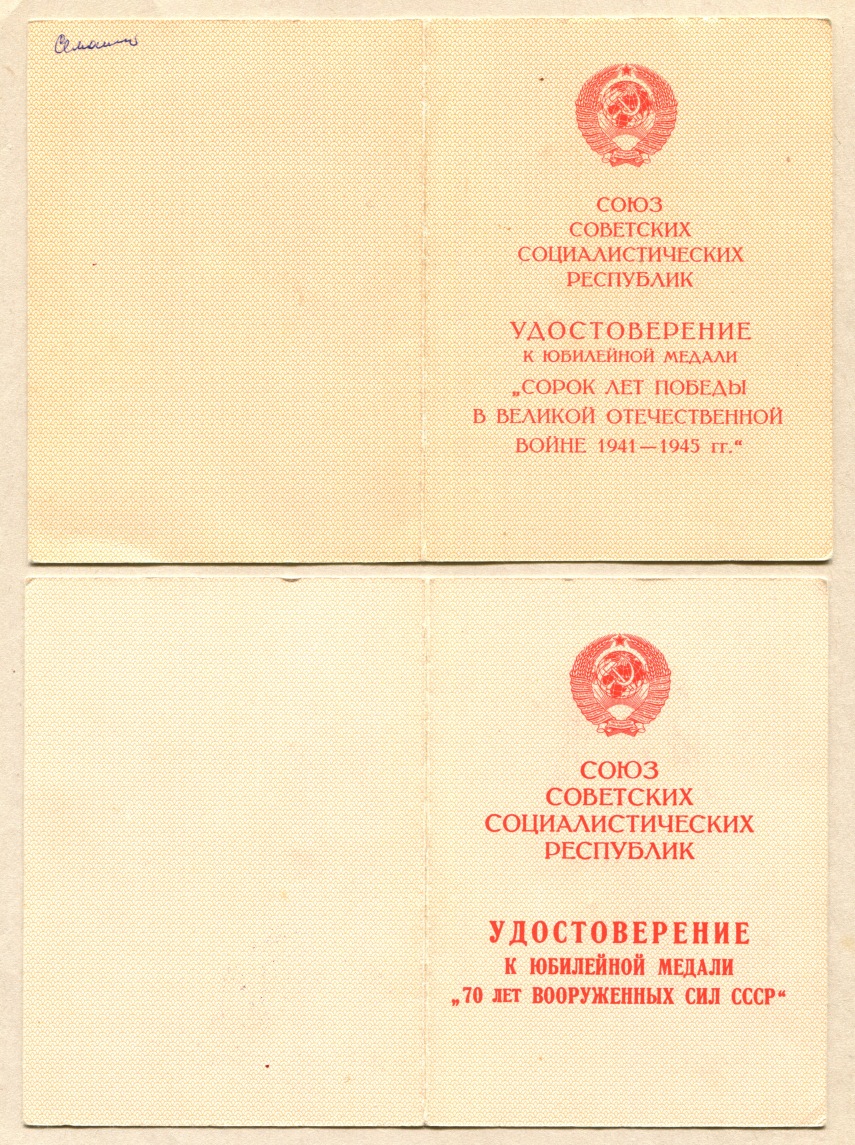 СОЮЗ
СОВЕТСКИХ
СОЦИАЛИСТИЧЕСКИХ
РЕСПУБЛИК
УДОСТОВЕРЕНИЕ
К ЮБИЛЕЙНОЙ МЕДАЛИ
„СОРОК ЛЕТ ПОБЕДЫ
В ВЕЛИКОЙ ОТЕЧЕСТВЕННОЙ
ВОЙНЕ 1941—1945 гг.“
СОЮЗ
СОВЕТСКИХ
СОЦИАЛИСТИЧЕСКИХ
РЕСПУБЛИК
УДОСТОВЕРЕНИЕ
К ЮБИЛЕЙНОЙ МЕДАЛИ
„70 ЛЕТ ВООРУЖЕННЫХ СИЛ СССР“